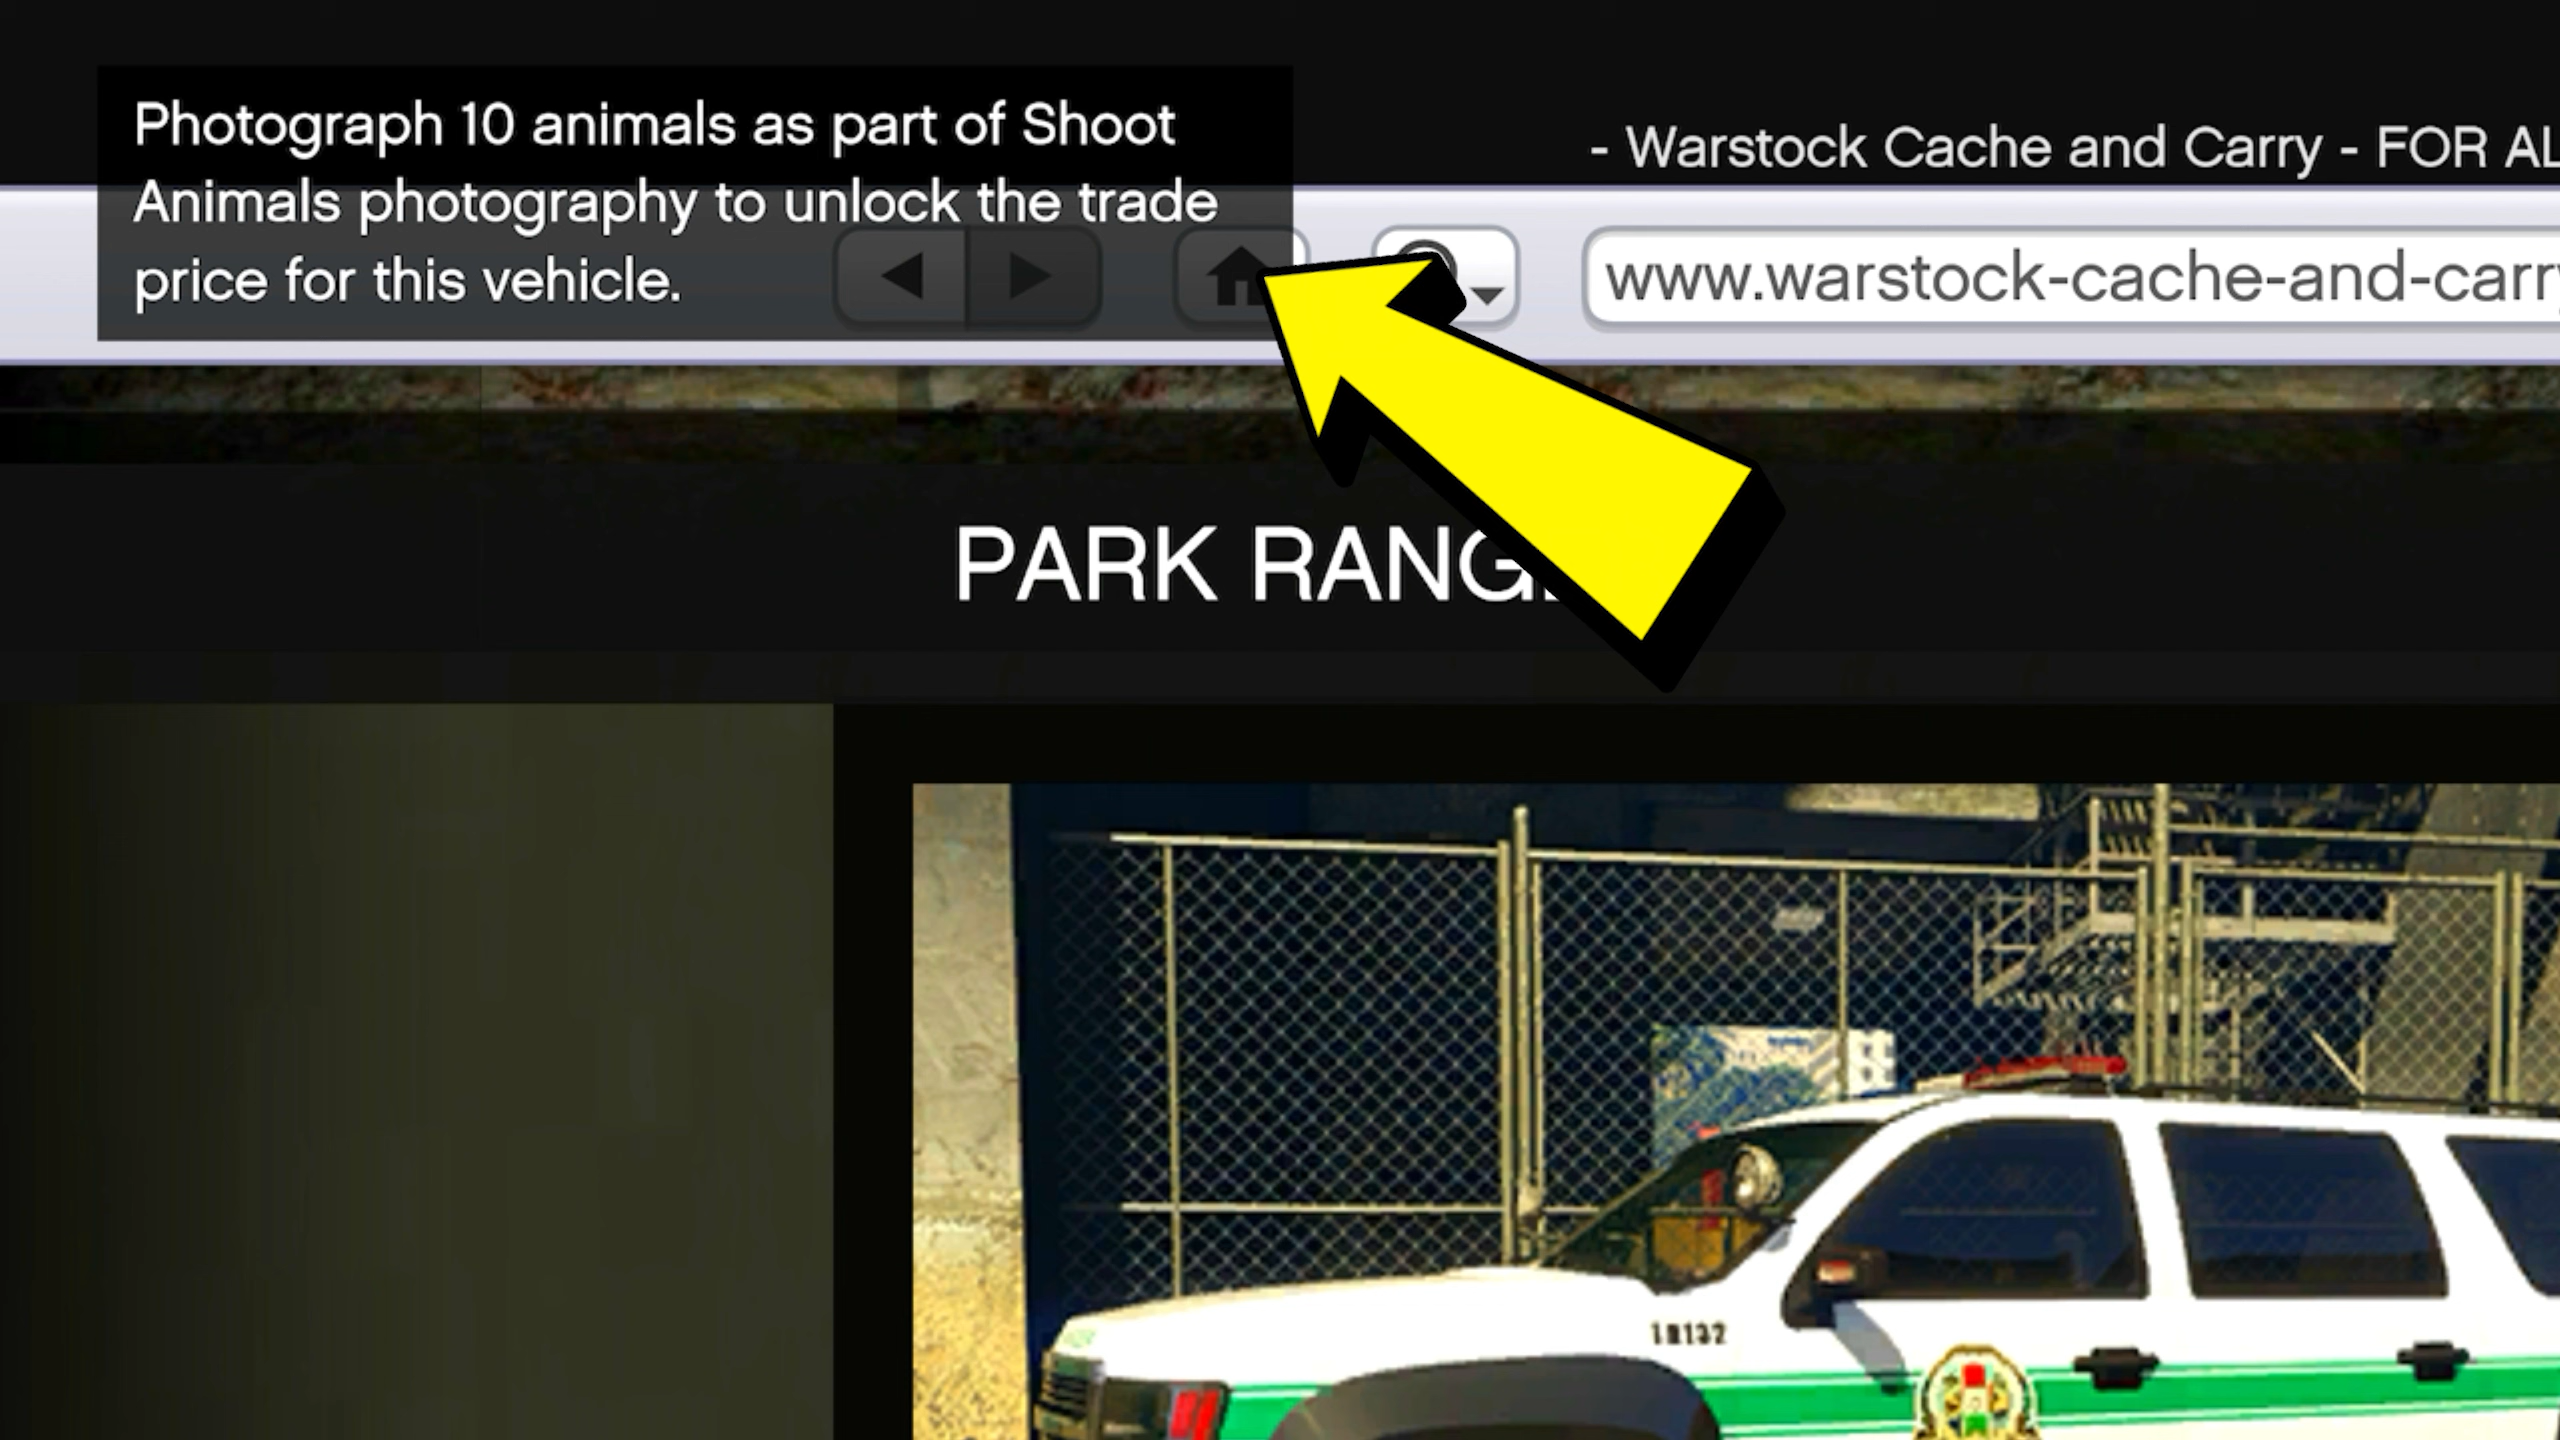 Photograph 10 animals as part of Shoot
Animals photography to unlock the trade
price for this vehicle.
- Warstock Cache and Carry - FOR AL
www.warstock-cache-and-carry
PARK RANG